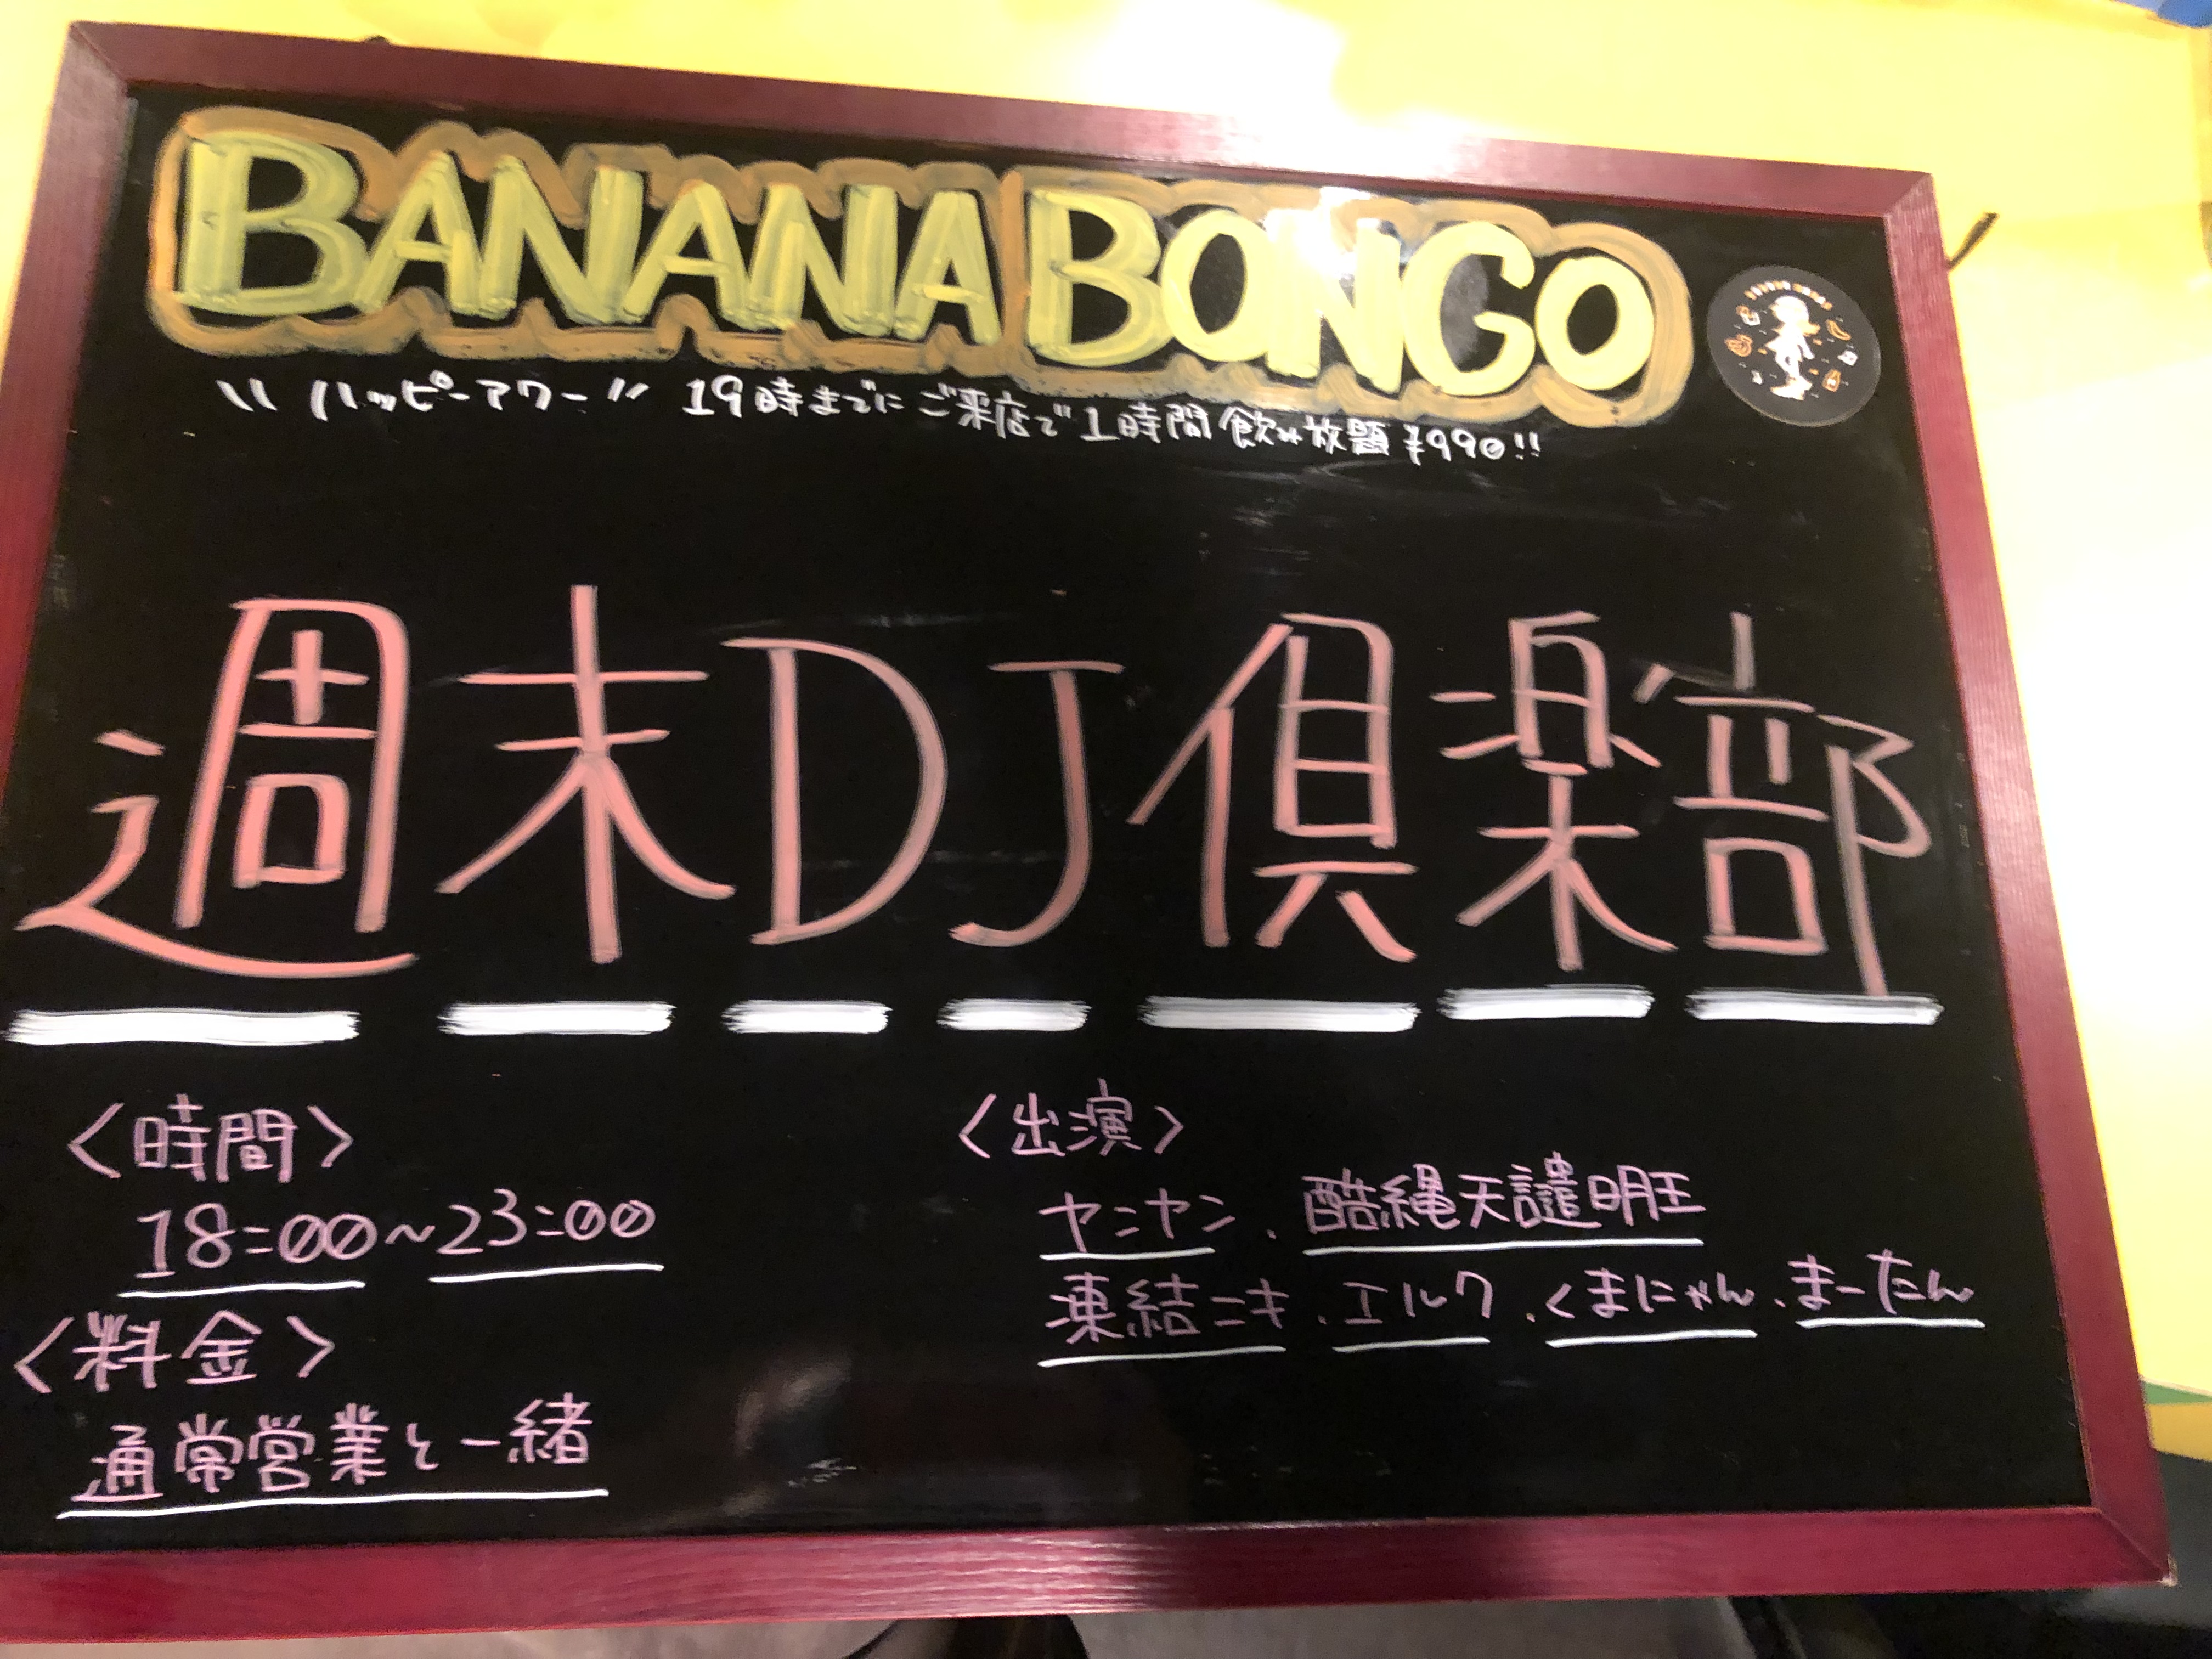 BANANA BONGO
\\ ハッピーアワー // 19時までにご来店で1時間飲み放題 ¥990!!
週末DJ倶楽部
〈時間〉
18:00~23:00
〈料金〉
通常営業と一緒
〈出演〉
ヤニヤン、酷縄天譴明王
凍結ニキ、エルク、くまにゃん、まーたん